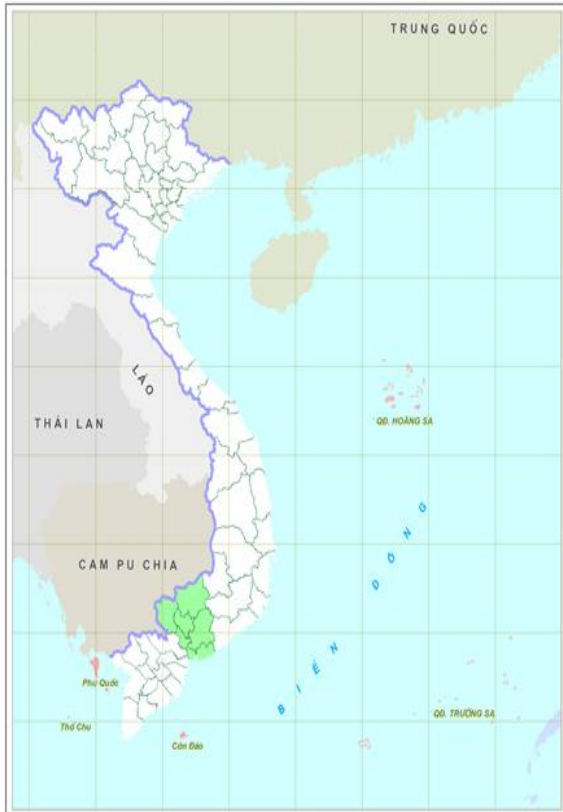 TRUNG QUỐC
LÀO
THÁI LAN
QĐ. HOÀNG SA
CAM PU CHIA
BIỂN ĐÔNG
Phú Quốc
Thổ Chu
Côn Đảo
QĐ. TRƯỜNG SA